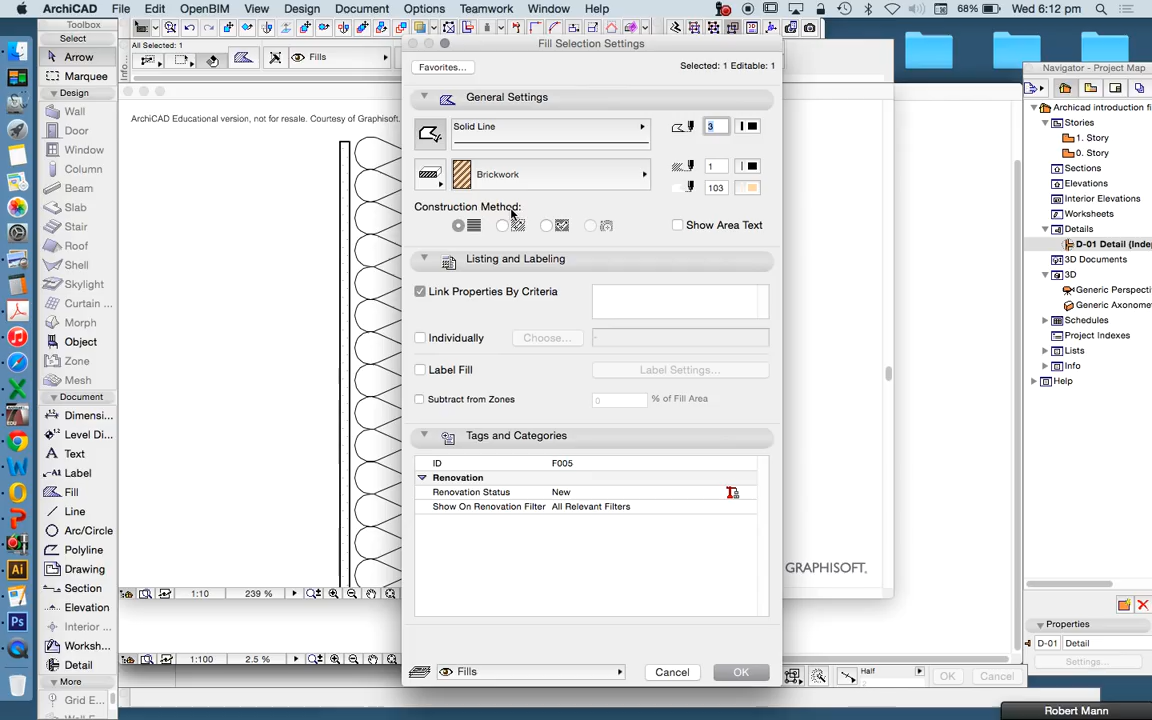 ArchiCAD File Edit OpenBIM View Design Document Options Teamwork Window Help 68% Wed 6:12 pm
Toolbox
Select
Arrow
Marquee
Design
Wall
Door
Window
Column
Beam
Slab
Stair
Roof
Shell
Skylight
Curtain ...
Morph
Object
Zone
Mesh
Document
Dimensi...
Level Di...
Text
Label
Fill
Line
Arc/Circle
Polyline
Drawing
Section
Elevation
Interior ...
Worksh...
Detail
More
Grid E...
All Selected: 1
Fills
ArchiCAD Educational version, not for resale. Courtesy of Graphisoft.
1:10 239 %
1:100 2.5 %
Fill Selection Settings
Favorites...
Selected: 1 Editable: 1
General Settings
Solid Line
3
Brickwork
1
103
Construction Method:
Show Area Text
Listing and Labeling
Link Properties By Criteria
Individually
Choose...
Label Fill
Label Settings...
Subtract from Zones
0
% of Fill Area
Tags and Categories
ID F005
Renovation
Renovation Status New
Show On Renovation Filter All Relevant Filters
Fills
Cancel
OK
GRAPHISOFT.
Half
OK
Cancel
Navigator - Project Map
Archicad introduction fi
Stories
1. Story
0. Story
Sections
Elevations
Interior Elevations
Worksheets
Details
D-01 Detail (Inde
3D Documents
3D
Generic Perspecti
Generic Axonome
Schedules
Project Indexes
Lists
Info
Help
Properties
D-01 Detail
Settings...
Robert Mann